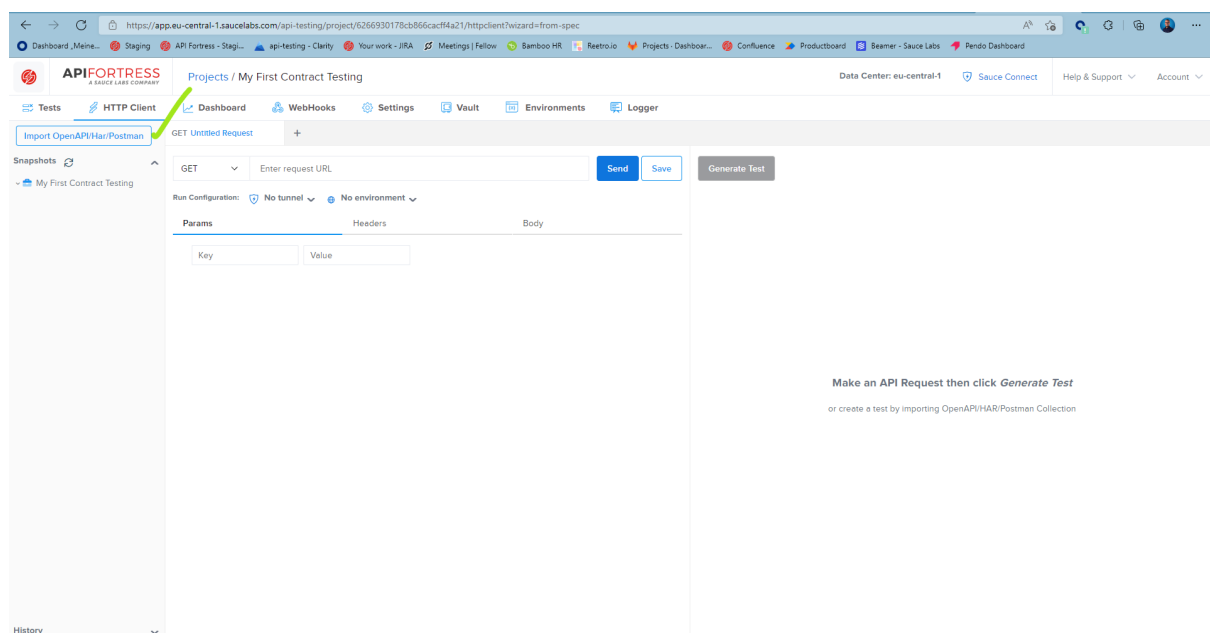 https://app.eu-central-1.saucelabs.com/api-testing/project/6266930178cb866cacff4a21/httpclient?wizard=from-spec
Dashboard „Meine... Staging API Fortress - Stagi... api-testing - Clarity Your work - JIRA Meetings | Fellow Bamboo HR Reetro.io Projects · Dashboar... Confluence Productboard Beamer - Sauce Labs Pendo Dashboard
APIFORTRESS Projects / My First Contract Testing Data Center: eu-central-1 Sauce Connect Help & Support Account
A SAUCE LABS COMPANY
Tests HTTP Client Dashboard WebHooks Settings Vault Environments Logger
Import OpenAPI/Har/Postman GET Untitled Request +
Snapshots
GET Enter request URL Send Save Generate Test
My First Contract Testing
Run Configuration: No tunnel No environment
Params Headers Body
Key Value
Make an API Request then click Generate Test
or create a test by importing OpenAPI/HAR/Postman Collection
History